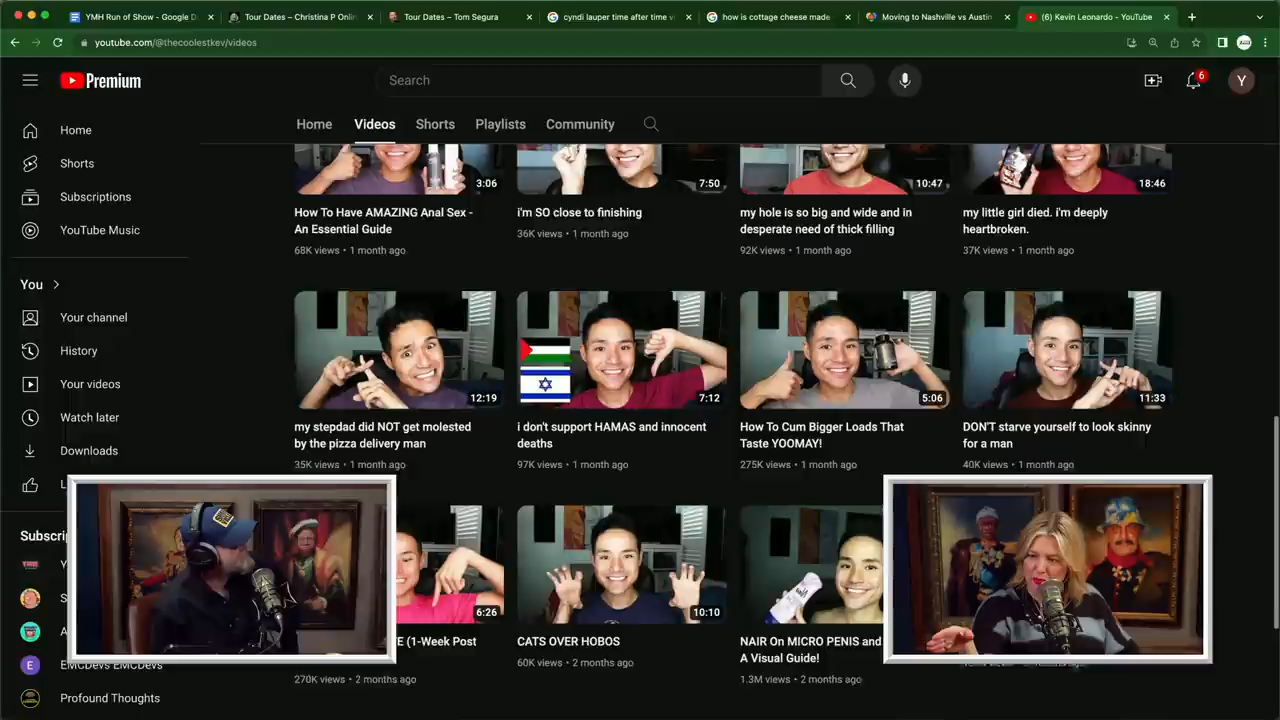 YMH Run of Show - Google D
Tour Dates – Christina P Onli
Tour Dates – Tom Segura
cyndi lauper time after time v
how is cottage cheese made
Moving to Nashville vs Austin
(6) Kevin Leonardo - YouTube
youtube.com/@thecoolestkev/videos
Premium
Search
6
Y
Home
Videos
Shorts
Playlists
Community
Home
Shorts
Subscriptions
YouTube Music
You
Your channel
History
Your videos
Watch later
Downloads
L
Subscrip
Y
S
A
E
EMCDevs EMCDevs
Profound Thoughts
3:06
7:50
10:47
18:46
How To Have AMAZING Anal Sex -
An Essential Guide
68K views • 1 month ago
i'm SO close to finishing
36K views • 1 month ago
my hole is so big and wide and in
desperate need of thick filling
92K views • 1 month ago
my little girl died. i'm deeply
heartbroken.
37K views • 1 month ago
12:19
7:12
5:06
11:33
my stepdad did NOT get molested
by the pizza delivery man
35K views • 1 month ago
i don't support HAMAS and innocent
deaths
97K views • 1 month ago
How To Cum Bigger Loads That
Taste YOOMAY!
275K views • 1 month ago
DON'T starve yourself to look skinny
for a man
40K views • 1 month ago
6:26
10:10
E (1-Week Post
270K views • 2 months ago
CATS OVER HOBOS
60K views • 2 months ago
NAIR On MICRO PENIS and
A Visual Guide!
1.3M views • 2 months ago